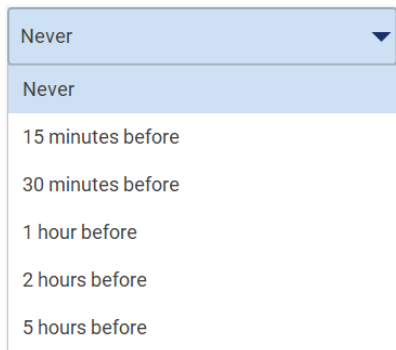 Never
Never
15 minutes before
30 minutes before
1 hour before
2 hours before
5 hours before